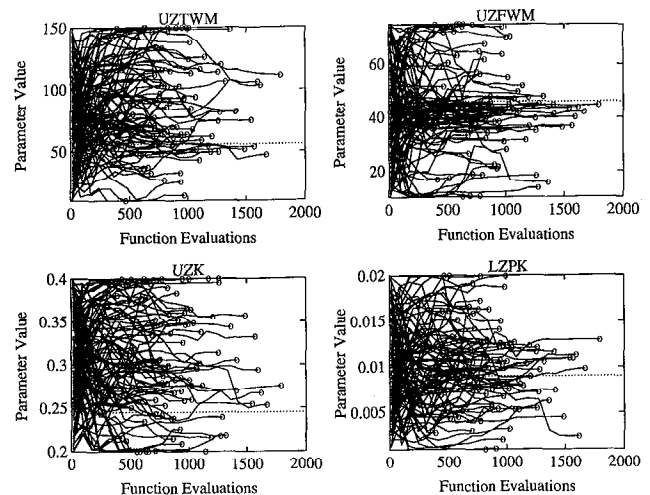 UZTWM
150
100
50
Parameter Value
0
500
1000
1500
2000
Function Evaluations
UZFWM
60
40
20
Parameter Value
0
500
1000
1500
2000
Function Evaluations
UZK
0.4
0.35
0.3
0.25
0.2
Parameter Value
0
500
1000
1500
2000
Function Evaluations
LZPK
0.02
0.015
0.01
0.005
Parameter Value
0
500
1000
1500
2000
Function Evaluations